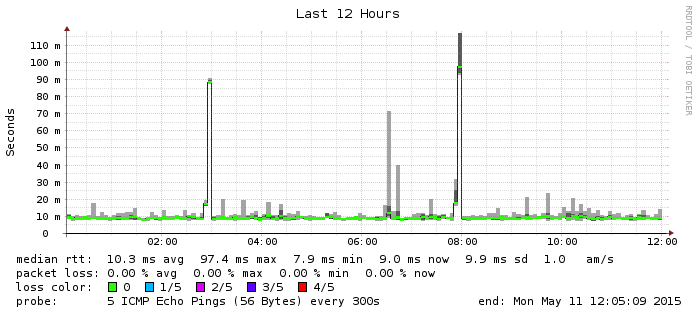 Last 12 Hours
RRDTOOL / TOBI OETIKER
Seconds
110 m
100 m
90 m
80 m
70 m
60 m
50 m
40 m
30 m
20 m
10 m
0
02:00 04:00 06:00 08:00 10:00 12:00
median rtt: 10.3 ms avg 97.4 ms max 7.9 ms min 9.0 ms now 9.9 ms sd 1.0 am/s
packet loss: 0.00 % avg 0.00 % max 0.00 % min 0.00 % now
loss color: 0 1/5 2/5 3/5 4/5
probe: 5 ICMP Echo Pings (56 Bytes) every 300s end: Mon May 11 12:05:09 2015